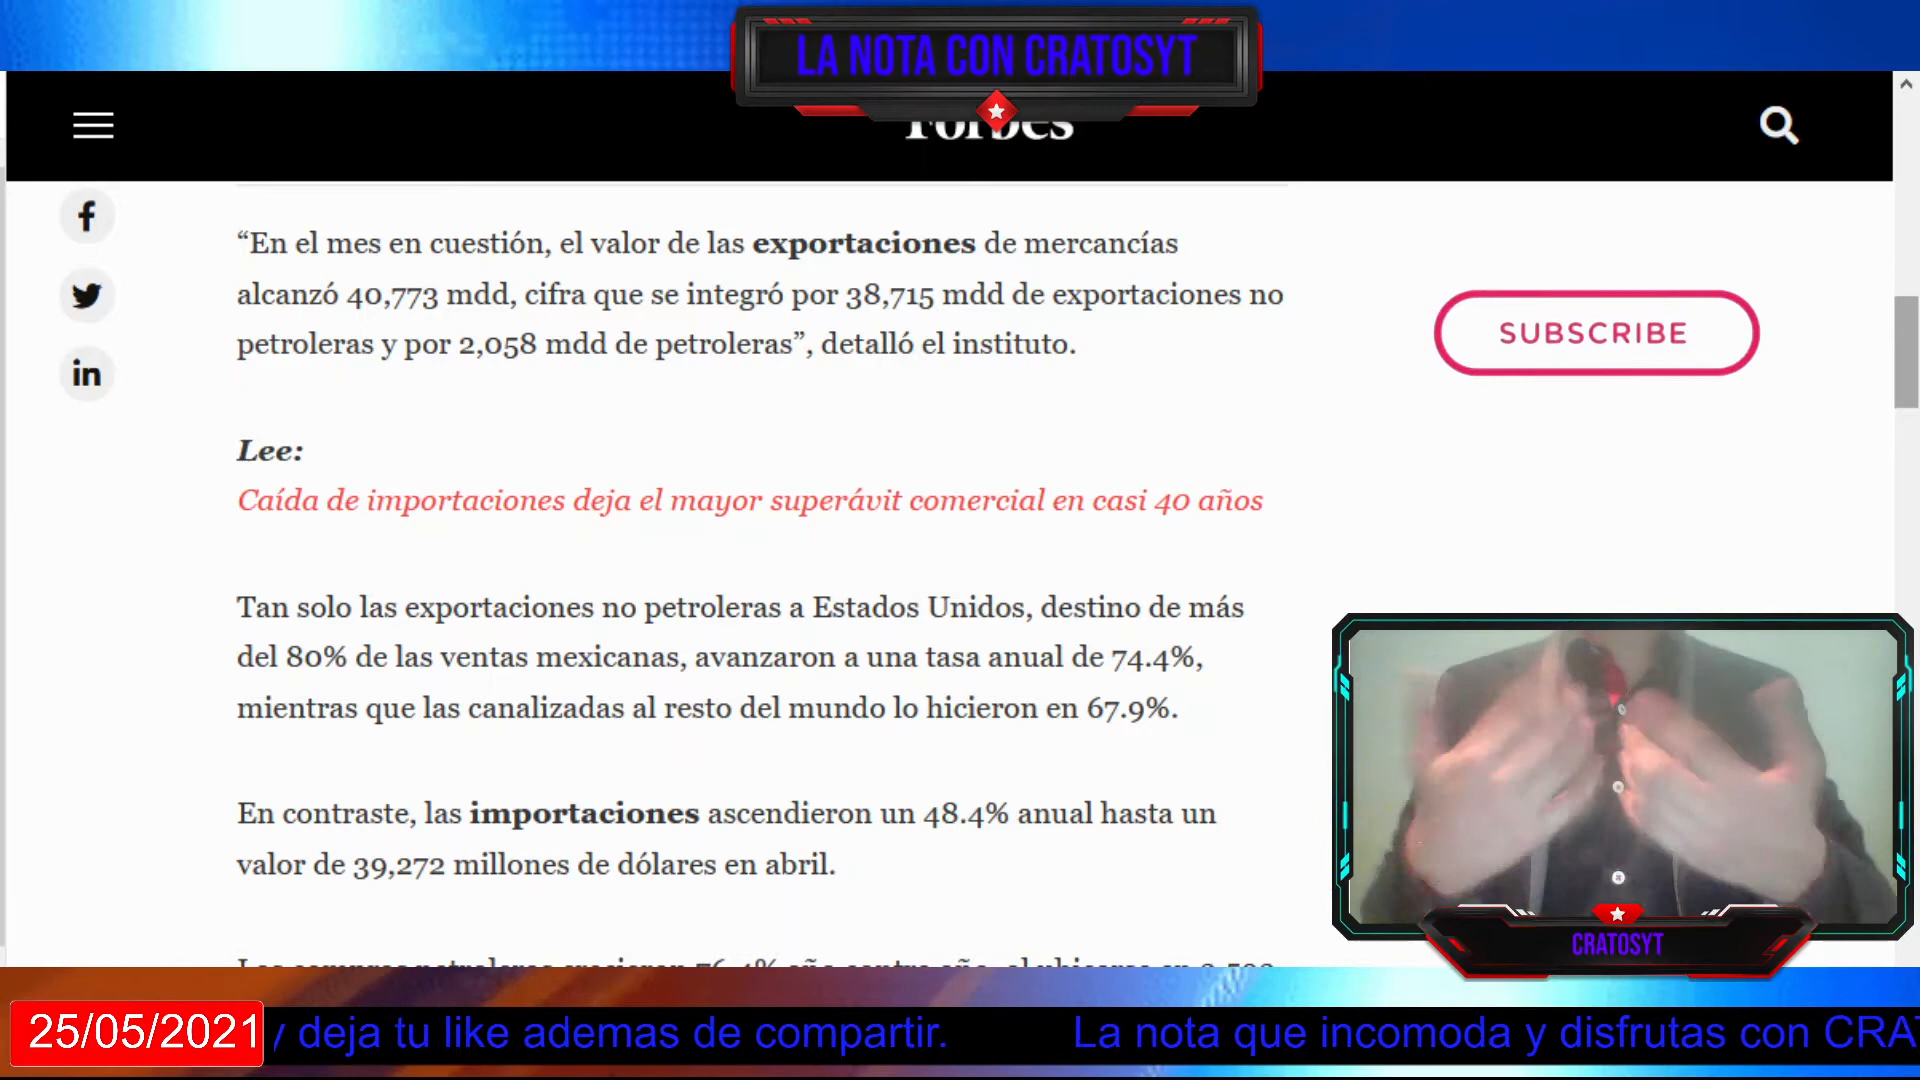 LA NOTA CON CRATOSYT
Forbes
“En el mes en cuestión, el valor de las exportaciones de mercancías
alcanzó 40,773 mdd, cifra que se integró por 38,715 mdd de exportaciones no
petroleras y por 2,058 mdd de petroleras”, detalló el instituto.
SUBSCRIBE
Lee:
Caída de importaciones deja el mayor superávit comercial en casi 40 años
Tan solo las exportaciones no petroleras a Estados Unidos, destino de más
del 80% de las ventas mexicanas, avanzaron a una tasa anual de 74.4%,
mientras que las canalizadas al resto del mundo lo hicieron en 67.9%.
En contraste, las importaciones ascendieron un 48.4% anual hasta un
valor de 39,272 millones de dólares en abril.
CRATOSYT
25/05/2021
y deja tu like ademas de compartir. La nota que incomoda y disfrutas con CRAT